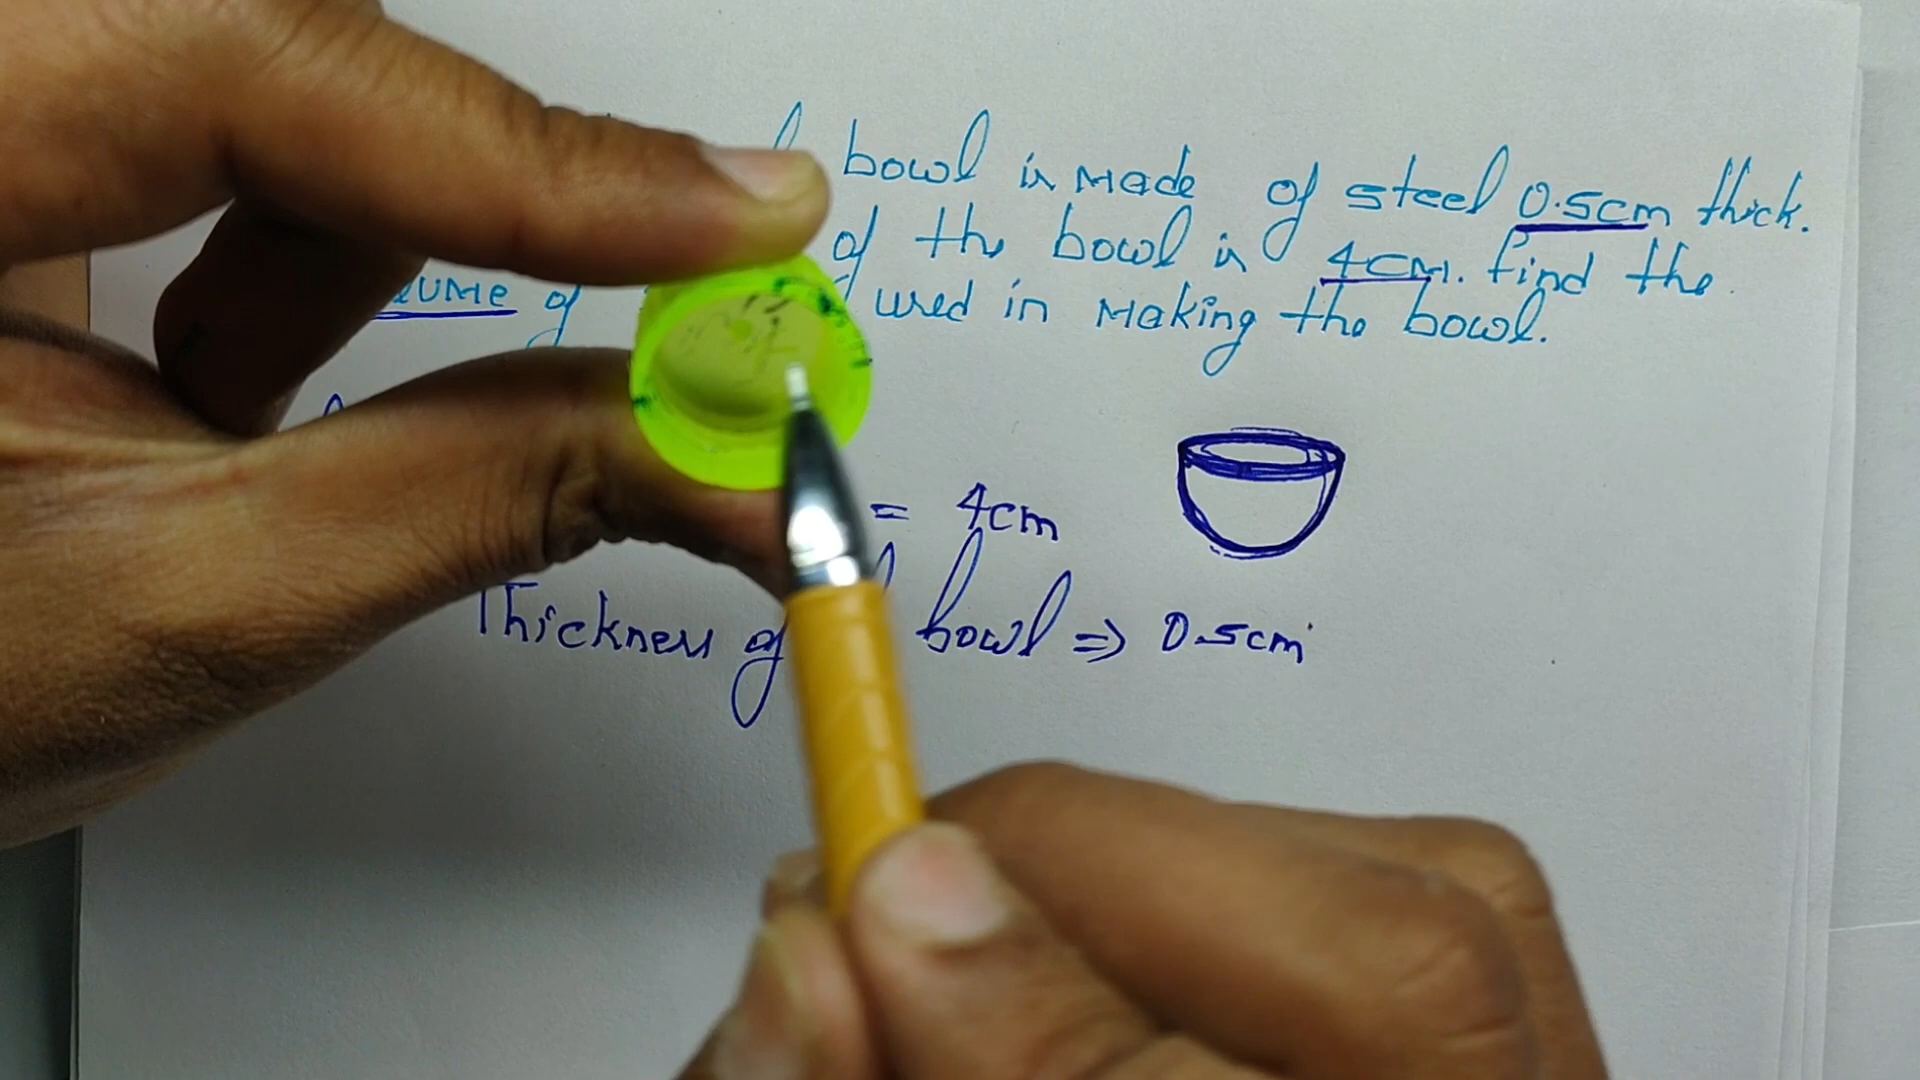 bowl is made of steel 0.5cm thick.
of the bowl is 4cm. find the
of used in making the bowl.
= 4cm
Thickness of bowl ⇒ 0.5cm